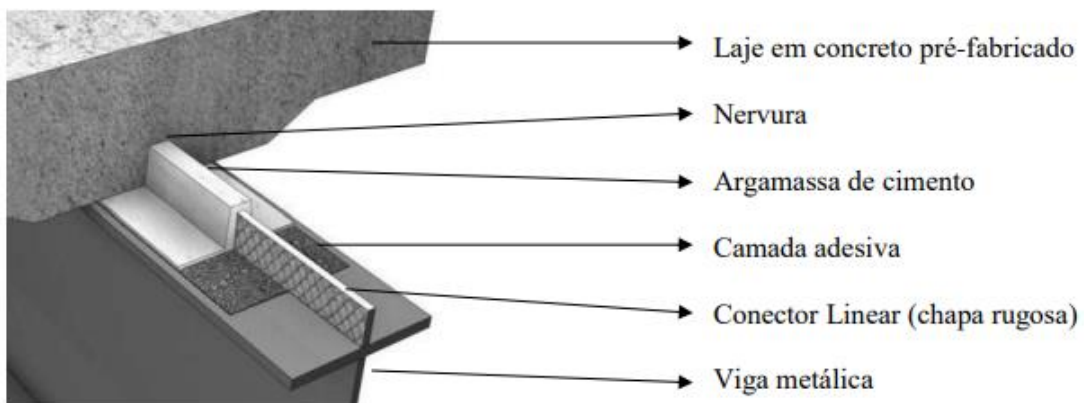 Laje em concreto pré-fabricado
Nervura
Argamassa de cimento
Camada adesiva
Conector Linear (chapa rugosa)
Viga metálica